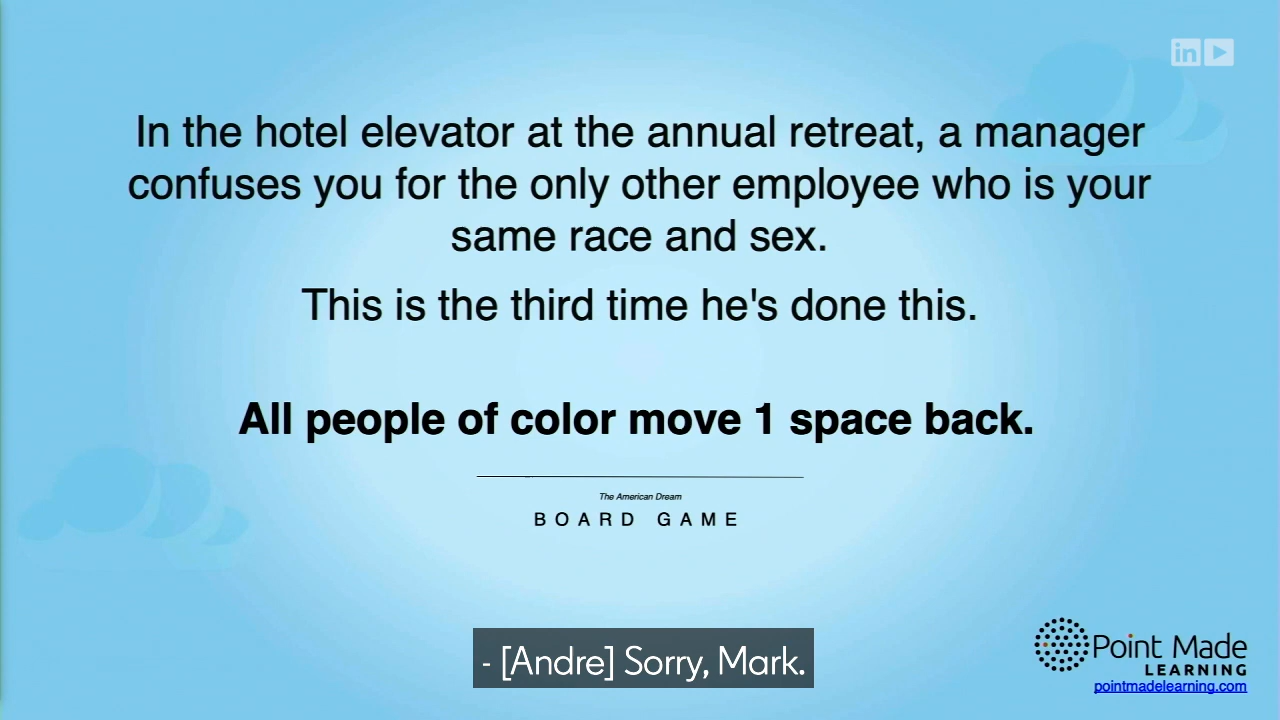 in
In the hotel elevator at the annual retreat, a manager
confuses you for the only other employee who is your
same race and sex.
This is the third time he's done this.
All people of color move 1 space back.
The American Dream
BOARD GAME
- [Andre] Sorry, Mark.
Point Made
LEARNING
pointmadelearning.com